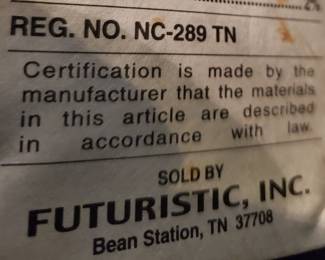 REG. NO. NC-289 TN
Certification is made by the
manufacturer that the materials
in this article are described
in accordance with law.
SOLD BY
FUTURISTIC, INC.
Bean Station, TN 37708